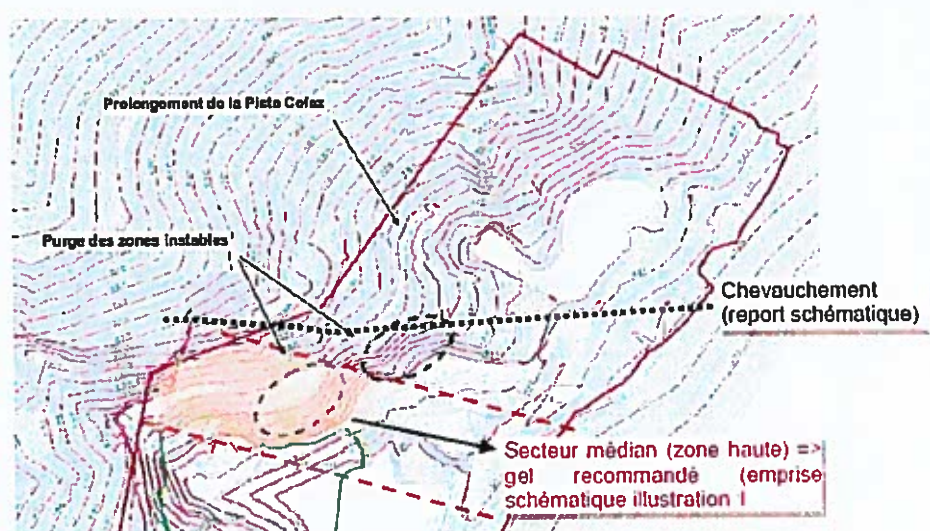 Prolongement de la Piste Cofaz
Purge des zones instables
Chevauchement
(report schématique)
Secteur médian (zone haute) =>
gel recommandé (emprise
schématique illustration 1